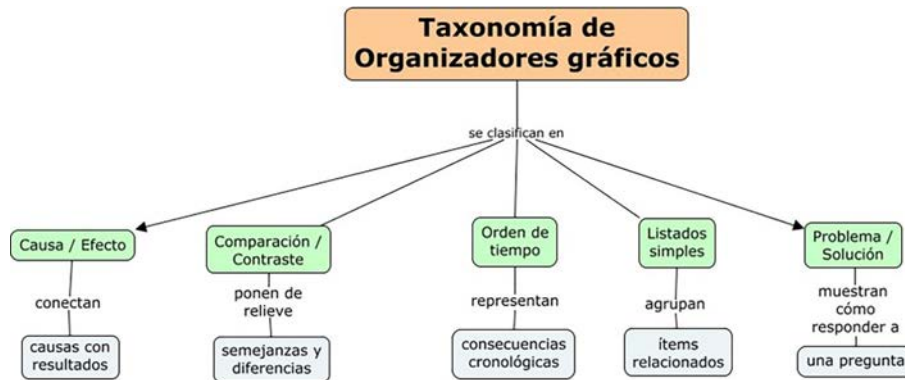 Taxonomía de
Organizadores gráficos
se clasifican en
Causa / Efecto
conectan
causas con
resultados
Comparación /
Contraste
ponen de
relieve
semejanzas y
diferencias
Orden de
tiempo
representan
consecuencias
cronológicas
Listados
simples
agrupan
ítems
relacionados
Problema /
Solución
muestran
cómo
responder a
una pregunta